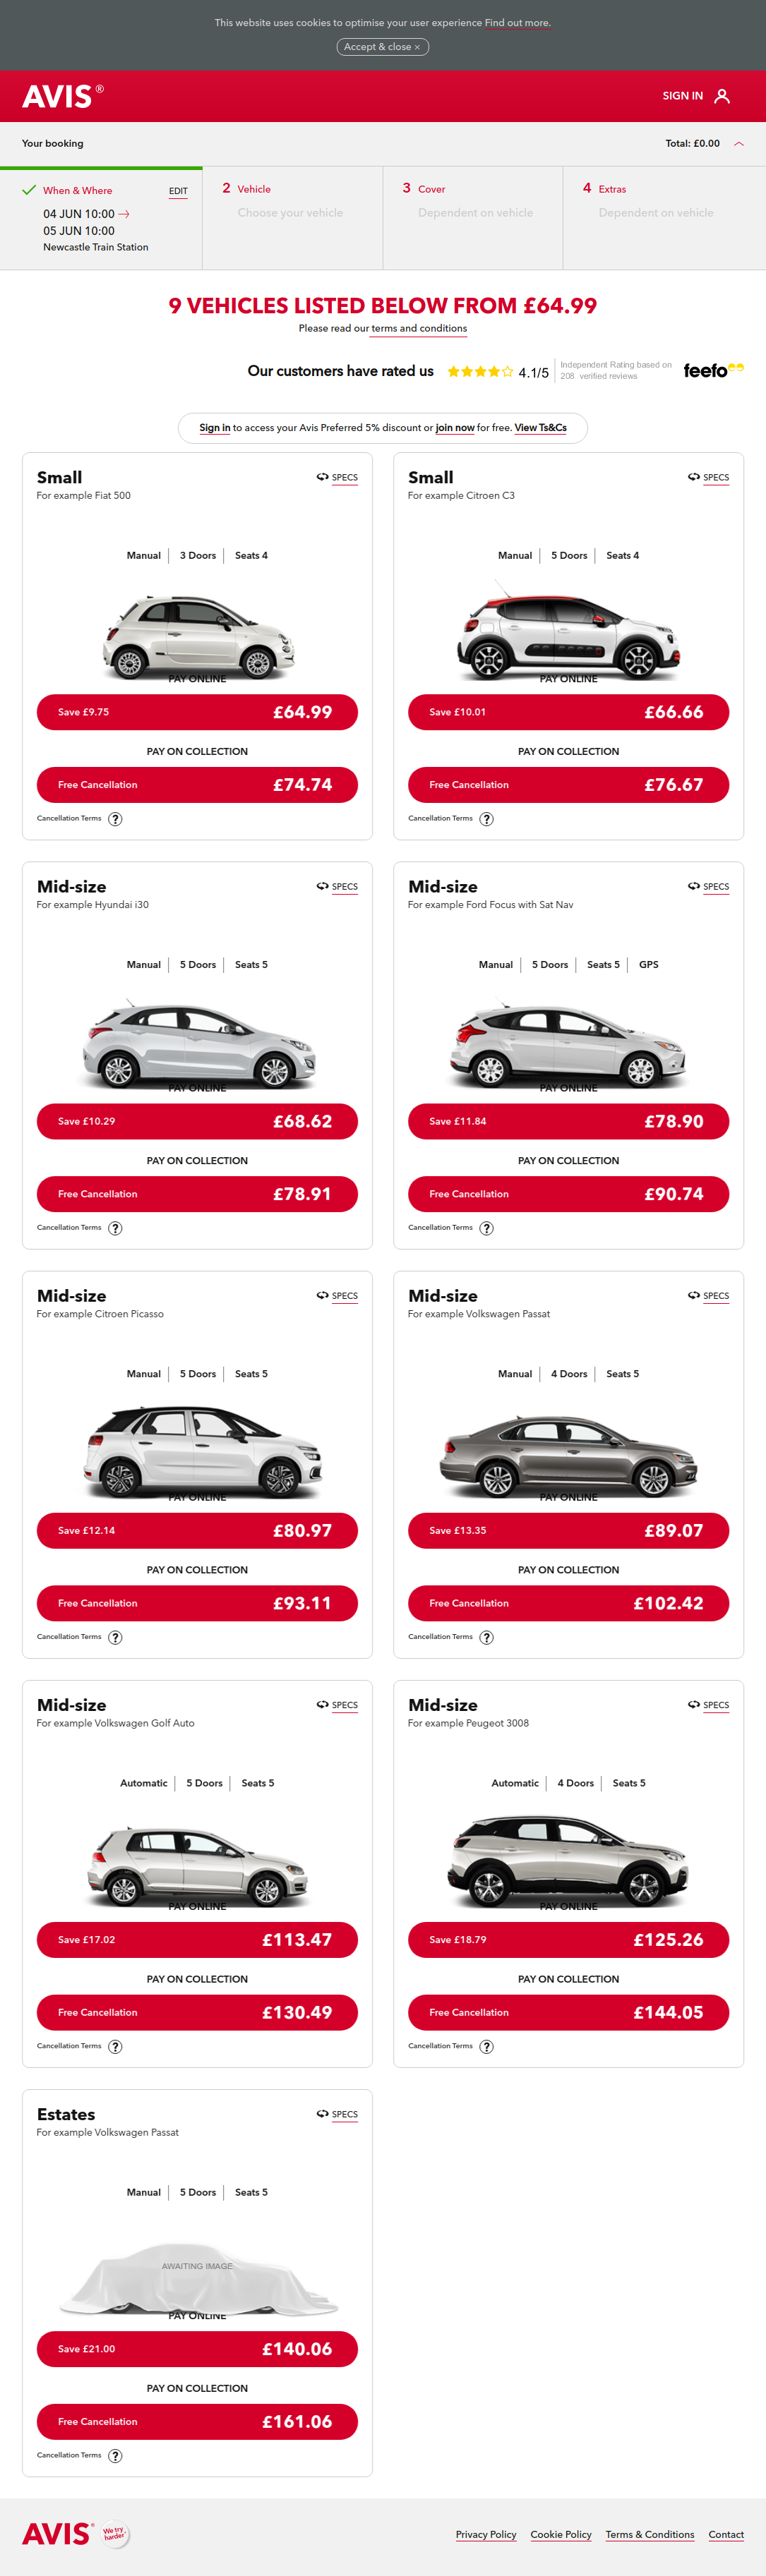 This website uses cookies to optimise your user experience Find out more.
Accept & close ×
AVIS ®
SIGN IN
Your booking
Total: £0.00
When & Where
EDIT
04 JUN 10:00 →
05 JUN 10:00
Newcastle Train Station
2 Vehicle
Choose your vehicle
3 Cover
Dependent on vehicle
4 Extras
Dependent on vehicle
9 VEHICLES LISTED BELOW FROM £64.99
Please read our terms and conditions
Our customers have rated us
4.1/5
Independent Rating based on
208 verified reviews
feefo
Sign in to access your Avis Preferred 5% discount or join now for free. View Ts&Cs
Small
SPECS
For example Fiat 500
Manual
3 Doors
Seats 4
PAY ONLINE
Save £9.75
£64.99
PAY ON COLLECTION
Free Cancellation
£74.74
Cancellation Terms ?
Small
SPECS
For example Citroen C3
Manual
5 Doors
Seats 4
PAY ONLINE
Save £10.01
£66.66
PAY ON COLLECTION
Free Cancellation
£76.67
Cancellation Terms ?
Mid-size
SPECS
For example Hyundai i30
Manual
5 Doors
Seats 5
PAY ONLINE
Save £10.29
£68.62
PAY ON COLLECTION
Free Cancellation
£78.91
Cancellation Terms ?
Mid-size
SPECS
For example Ford Focus with Sat Nav
Manual
5 Doors
Seats 5
GPS
PAY ONLINE
Save £11.84
£78.90
PAY ON COLLECTION
Free Cancellation
£90.74
Cancellation Terms ?
Mid-size
SPECS
For example Citroen Picasso
Manual
5 Doors
Seats 5
PAY ONLINE
Save £12.14
£80.97
PAY ON COLLECTION
Free Cancellation
£93.11
Cancellation Terms ?
Mid-size
SPECS
For example Volkswagen Passat
Manual
4 Doors
Seats 5
PAY ONLINE
Save £13.35
£89.07
PAY ON COLLECTION
Free Cancellation
£102.42
Cancellation Terms ?
Mid-size
SPECS
For example Volkswagen Golf Auto
Automatic
5 Doors
Seats 5
PAY ONLINE
Save £17.02
£113.47
PAY ON COLLECTION
Free Cancellation
£130.49
Cancellation Terms ?
Mid-size
SPECS
For example Peugeot 3008
Automatic
4 Doors
Seats 5
PAY ONLINE
Save £18.79
£125.26
PAY ON COLLECTION
Free Cancellation
£144.05
Cancellation Terms ?
Estates
SPECS
For example Volkswagen Passat
Manual
5 Doors
Seats 5
AWAITING IMAGE
PAY ONLINE
Save £21.00
£140.06
PAY ON COLLECTION
Free Cancellation
£161.06
Cancellation Terms ?
AVIS®
We try
harder
Privacy Policy
Cookie Policy
Terms & Conditions
Contact